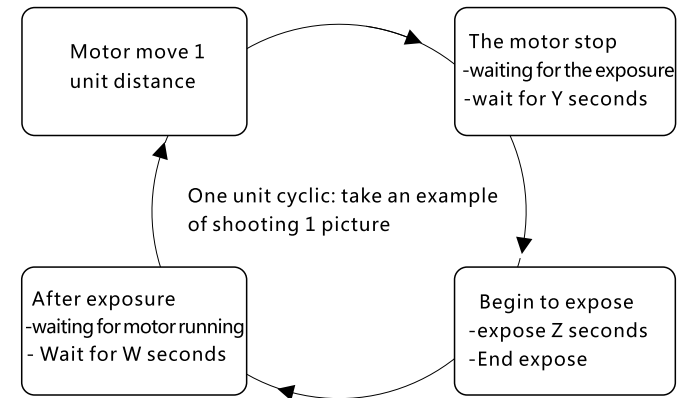 Motor move 1
unit distance
The motor stop
-waiting for the exposure
-wait for Y seconds
One unit cyclic: take an example
of shooting 1 picture
After exposure
-waiting for motor running
- Wait for W seconds
Begin to expose
-expose Z seconds
-End expose